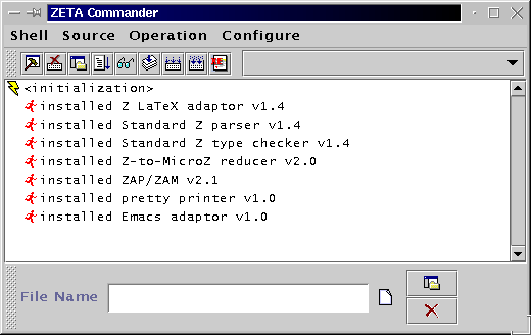 ZETA Commander
Shell Source Operation Configure
<initialization>
installed Z LaTeX adaptor v1.4
installed Standard Z parser v1.4
installed Standard Z type checker v1.4
installed Z-to-MicroZ reducer v2.0
installed ZAP/ZAM v2.1
installed pretty printer v1.0
installed Emacs adaptor v1.0
File Name